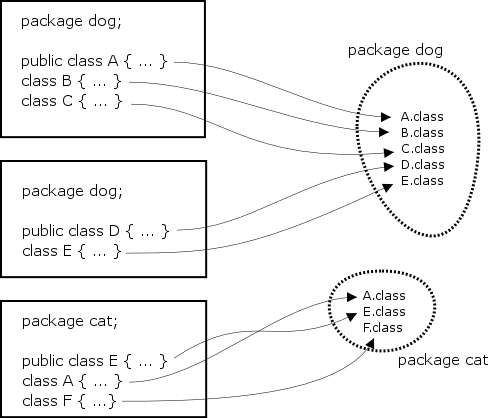 package dog;
public class A { ... }
class B { ... }
class C { ... }
package dog;
public class D { ... }
class E { ... }
package cat;
public class E { ... }
class A { ... }
class F { ...}
package dog
A.class
B.class
C.class
D.class
E.class
A.class
E.class
F.class
package cat